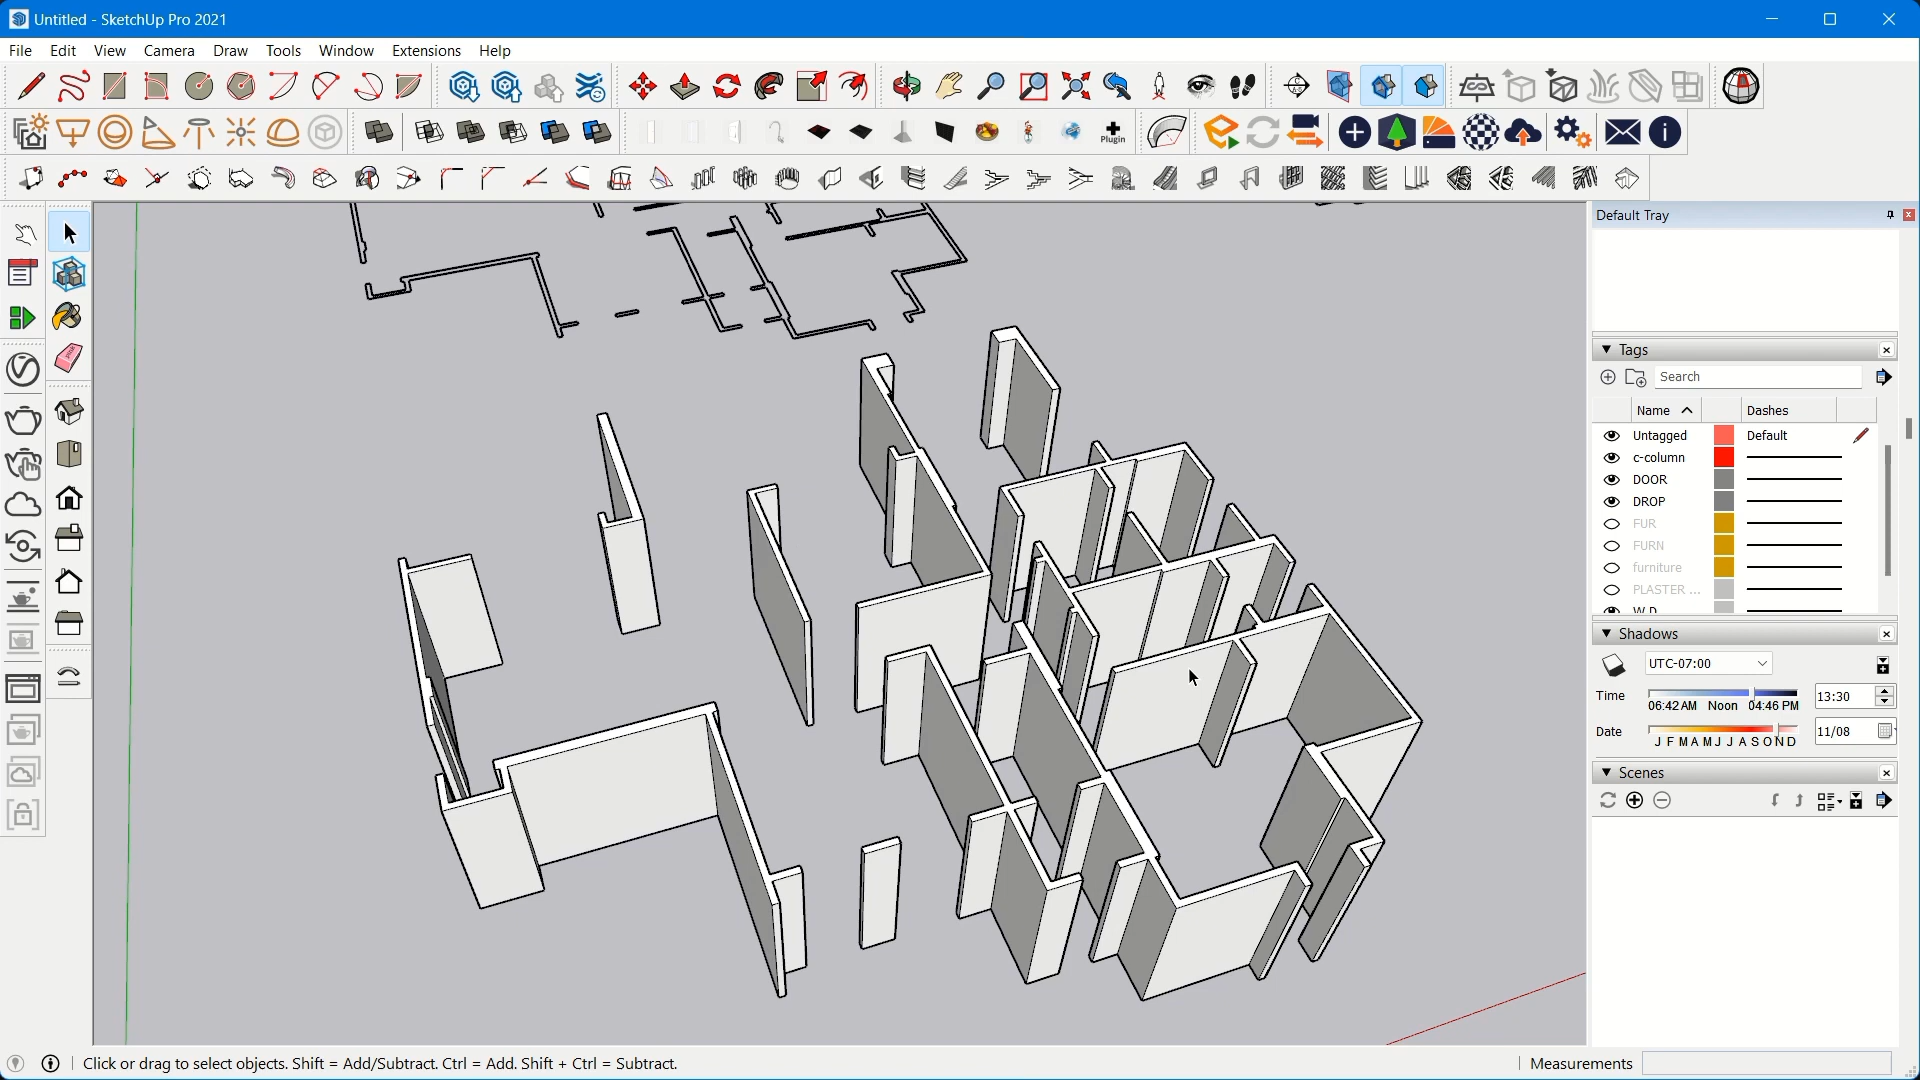 Untitled - SketchUp Pro 2021
File Edit View Camera Draw Tools Window Extensions Help
Plugin
Default Tray
Tags
Search
Name Dashes
Untagged Default
c-column
DOOR
DROP
FUR
FURN
furniture
PLASTER ...
W D
Shadows
UTC-07:00
Time 06:42 AM Noon 04:46 PM 13:30
Date J F M A M J J A S O N D 11/08
Scenes
Click or drag to select objects. Shift = Add/Subtract. Ctrl = Add. Shift + Ctrl = Subtract.
Measurements